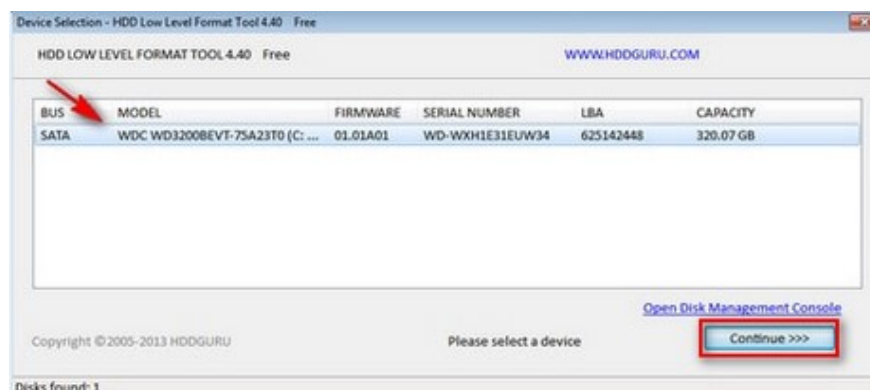 Device Selection - HDD Low Level Format Tool 4.40 Free
HDD LOW LEVEL FORMAT TOOL 4.40 Free WWW.HDDGURU.COM
BUS MODEL FIRMWARE SERIAL NUMBER LBA CAPACITY
SATA WDC WD3200BEVT-75A23T0 (C: ... 01.01A01 WD-WXH1E31EUW34 625142448 320.07 GB
Open Disk Management Console
Copyright ©2005-2013 HDDGURU Please select a device Continue >>>
Disks found: 1